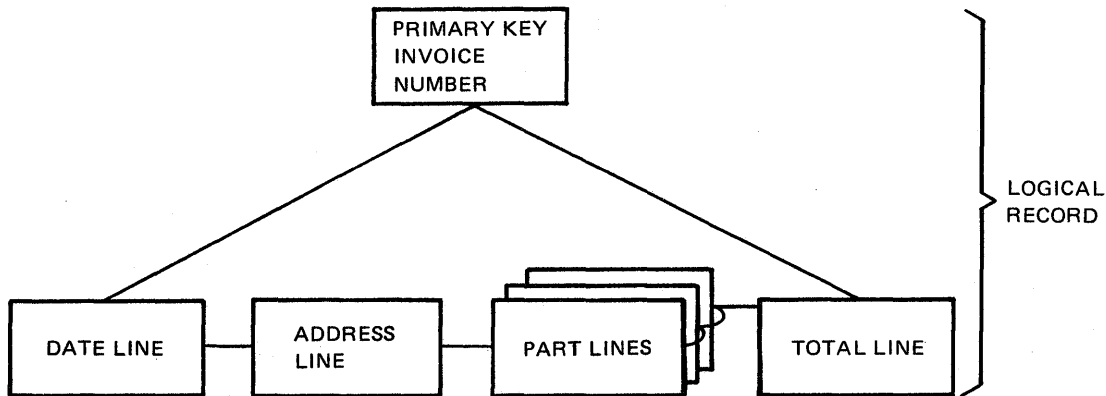 PRIMARY KEY
INVOICE
NUMBER
LOGICAL
RECORD
DATE LINE
ADDRESS
LINE
PART LINES
TOTAL LINE